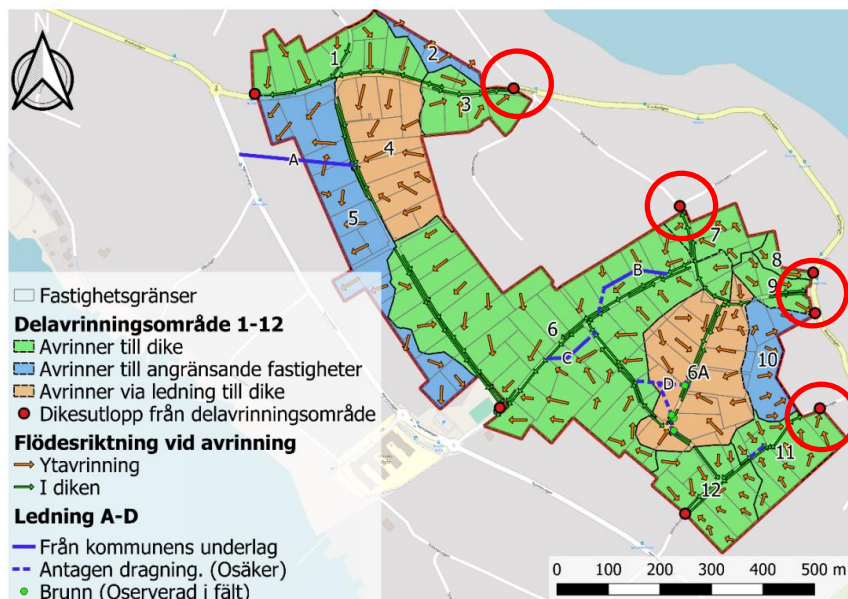 N
1
2
3
4
A
5
7
8
B
9
6
10
C
6A
D
11
12
Fastighetsgränser
Delavrinningsområde 1-12
Avrinner till dike
Avrinner till angränsande fastigheter
Avrinner via ledning till dike
Dikesutlopp från delavrinningsområde
Flödesriktning vid avrinning
Ytavrinning
I diken
Ledning A-D
Från kommunens underlag
Antagen dragning. (Osäker)
Brunn (Oserverad i fält)
0 100 200 300 400 500 m